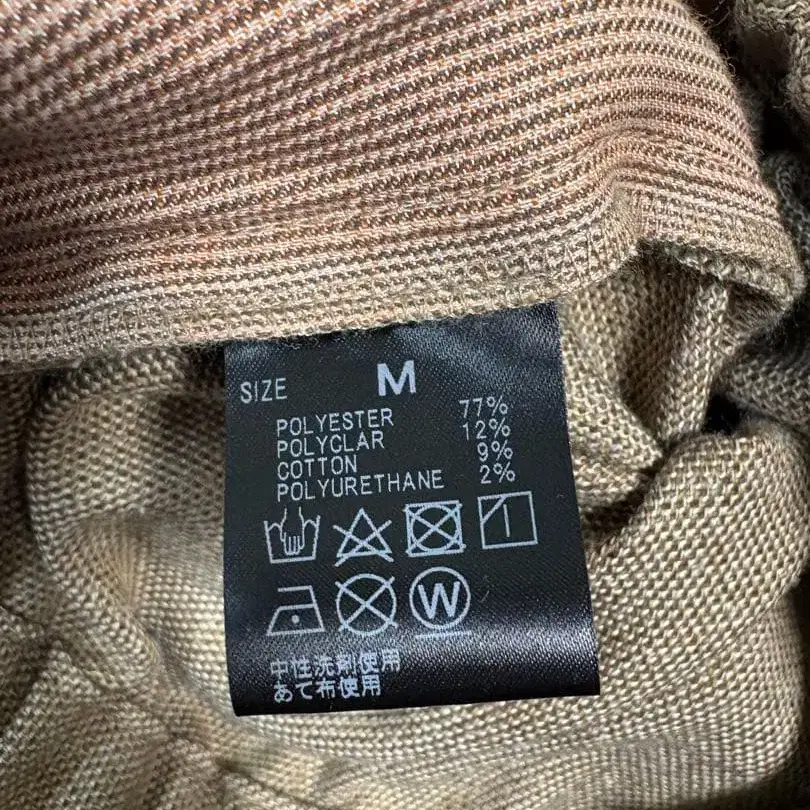 SIZE M
POLYESTER 77%
POLYCLAR 12%
COTTON 9%
POLYURETHANE 2%
W
中性洗剤使用
あて布使用